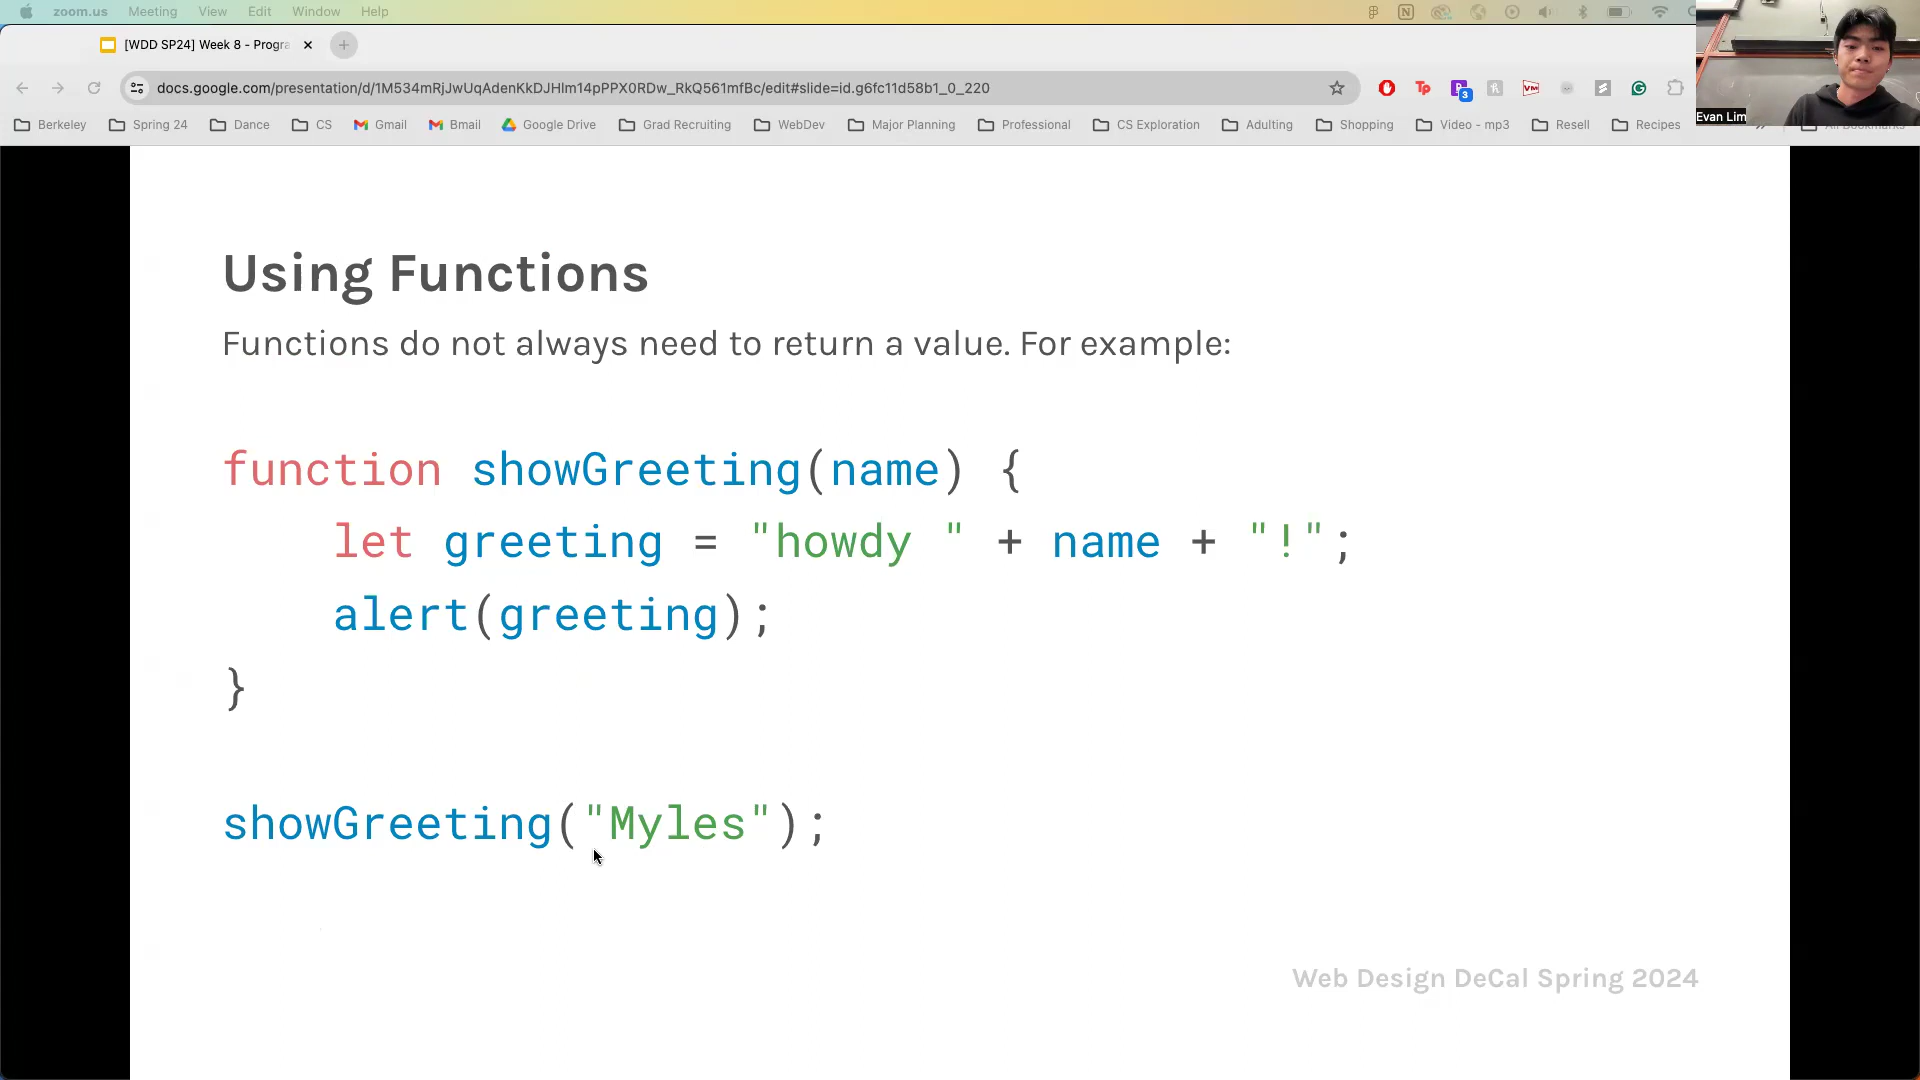 zoom.us Meeting View Edit Window Help
[WDD SP24] Week 8 - Progra
docs.google.com/presentation/d/1M534mRjJwUqAdenKkDJHlm14pPPX0RDw_RkQ561mfBc/edit#slide=id.g6fc11d58b1_0_220
Berkeley Spring 24 Dance CS Gmail Bmail Google Drive Grad Recruiting WebDev Major Planning Professional CS Exploration Adulting Shopping Video - mp3 Resell Recipes All Bookmarks
Evan Lim
Using Functions
Functions do not always need to return a value. For example:
function showGreeting(name) {
let greeting = "howdy " + name + "!";
alert(greeting);
}
showGreeting("Myles");
Web Design DeCal Spring 2024